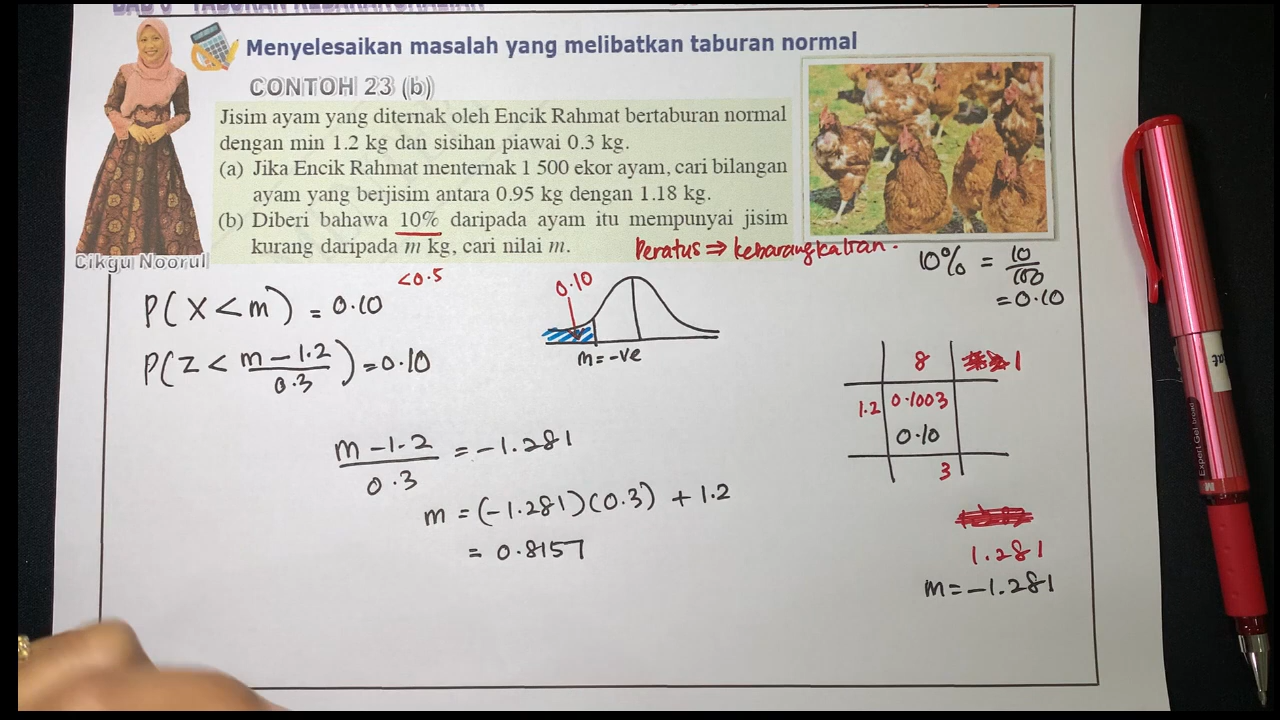 Menyelesaikan masalah yang melibatkan taburan normal
CONTOH 23 (b)
Jisim ayam yang diternak oleh Encik Rahmat bertaburan normal
dengan min 1.2 kg dan sisihan piawai 0.3 kg.
(a) Jika Encik Rahmat menternak 1 500 ekor ayam, cari bilangan
ayam yang berjisim antara 0.95 kg dengan 1.18 kg.
(b) Diberi bahawa 10% daripada ayam itu mempunyai jisim
kurang daripada m kg, cari nilai m.
Cikgu Noorul
Peratus ⇒ kebarangkalian.
10% = 10/100
= 0.10
<0.5
P(X < m) = 0.10
P(Z < (m – 1.2)/0.3) = 0.10
0.10
m = -ve
8 1
1.2 0.1003
0.10
3
(m – 1.2)/0.3 = –1.281
m = (–1.281)(0.3) + 1.2
= 0.8157
1.281
m = –1.281
Expert Gel